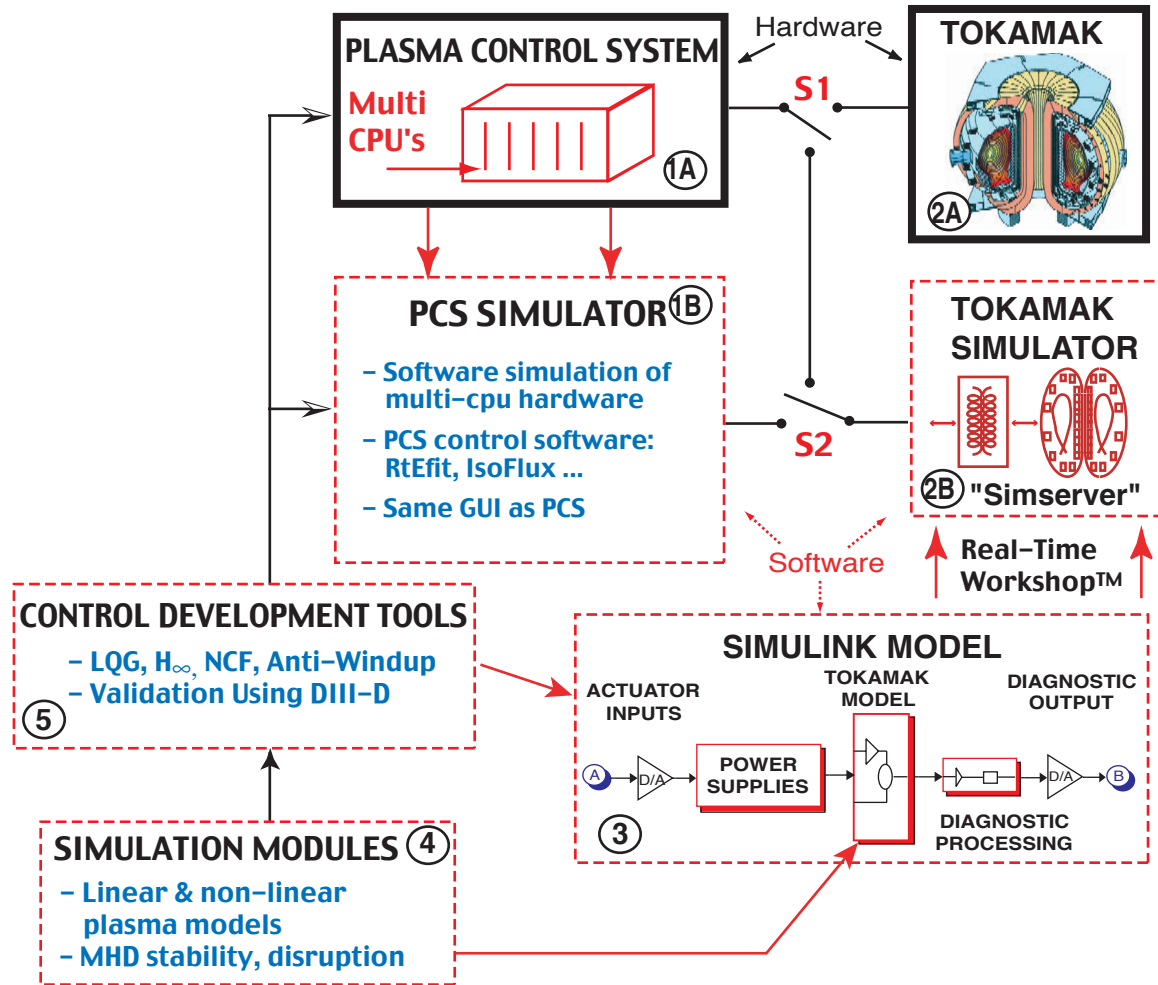 PLASMA CONTROL SYSTEM
Multi
CPU's
1A
Hardware
S1
TOKAMAK
2A
PCS SIMULATOR
1B
– Software simulation of
multi-cpu hardware
– PCS control software:
RtEfit, IsoFlux ...
– Same GUI as PCS
S2
TOKAMAK
SIMULATOR
2B
"Simserver"
Software
Real-Time
Workshop™
CONTROL DEVELOPMENT TOOLS
– LQG, H∞, NCF, Anti-Windup
– Validation Using DIII-D
5
SIMULINK MODEL
ACTUATOR
INPUTS
TOKAMAK
MODEL
DIAGNOSTIC
OUTPUT
A
D/A
POWER
SUPPLIES
D/A
B
DIAGNOSTIC
PROCESSING
3
SIMULATION MODULES
4
– Linear & non-linear
plasma models
– MHD stability, disruption